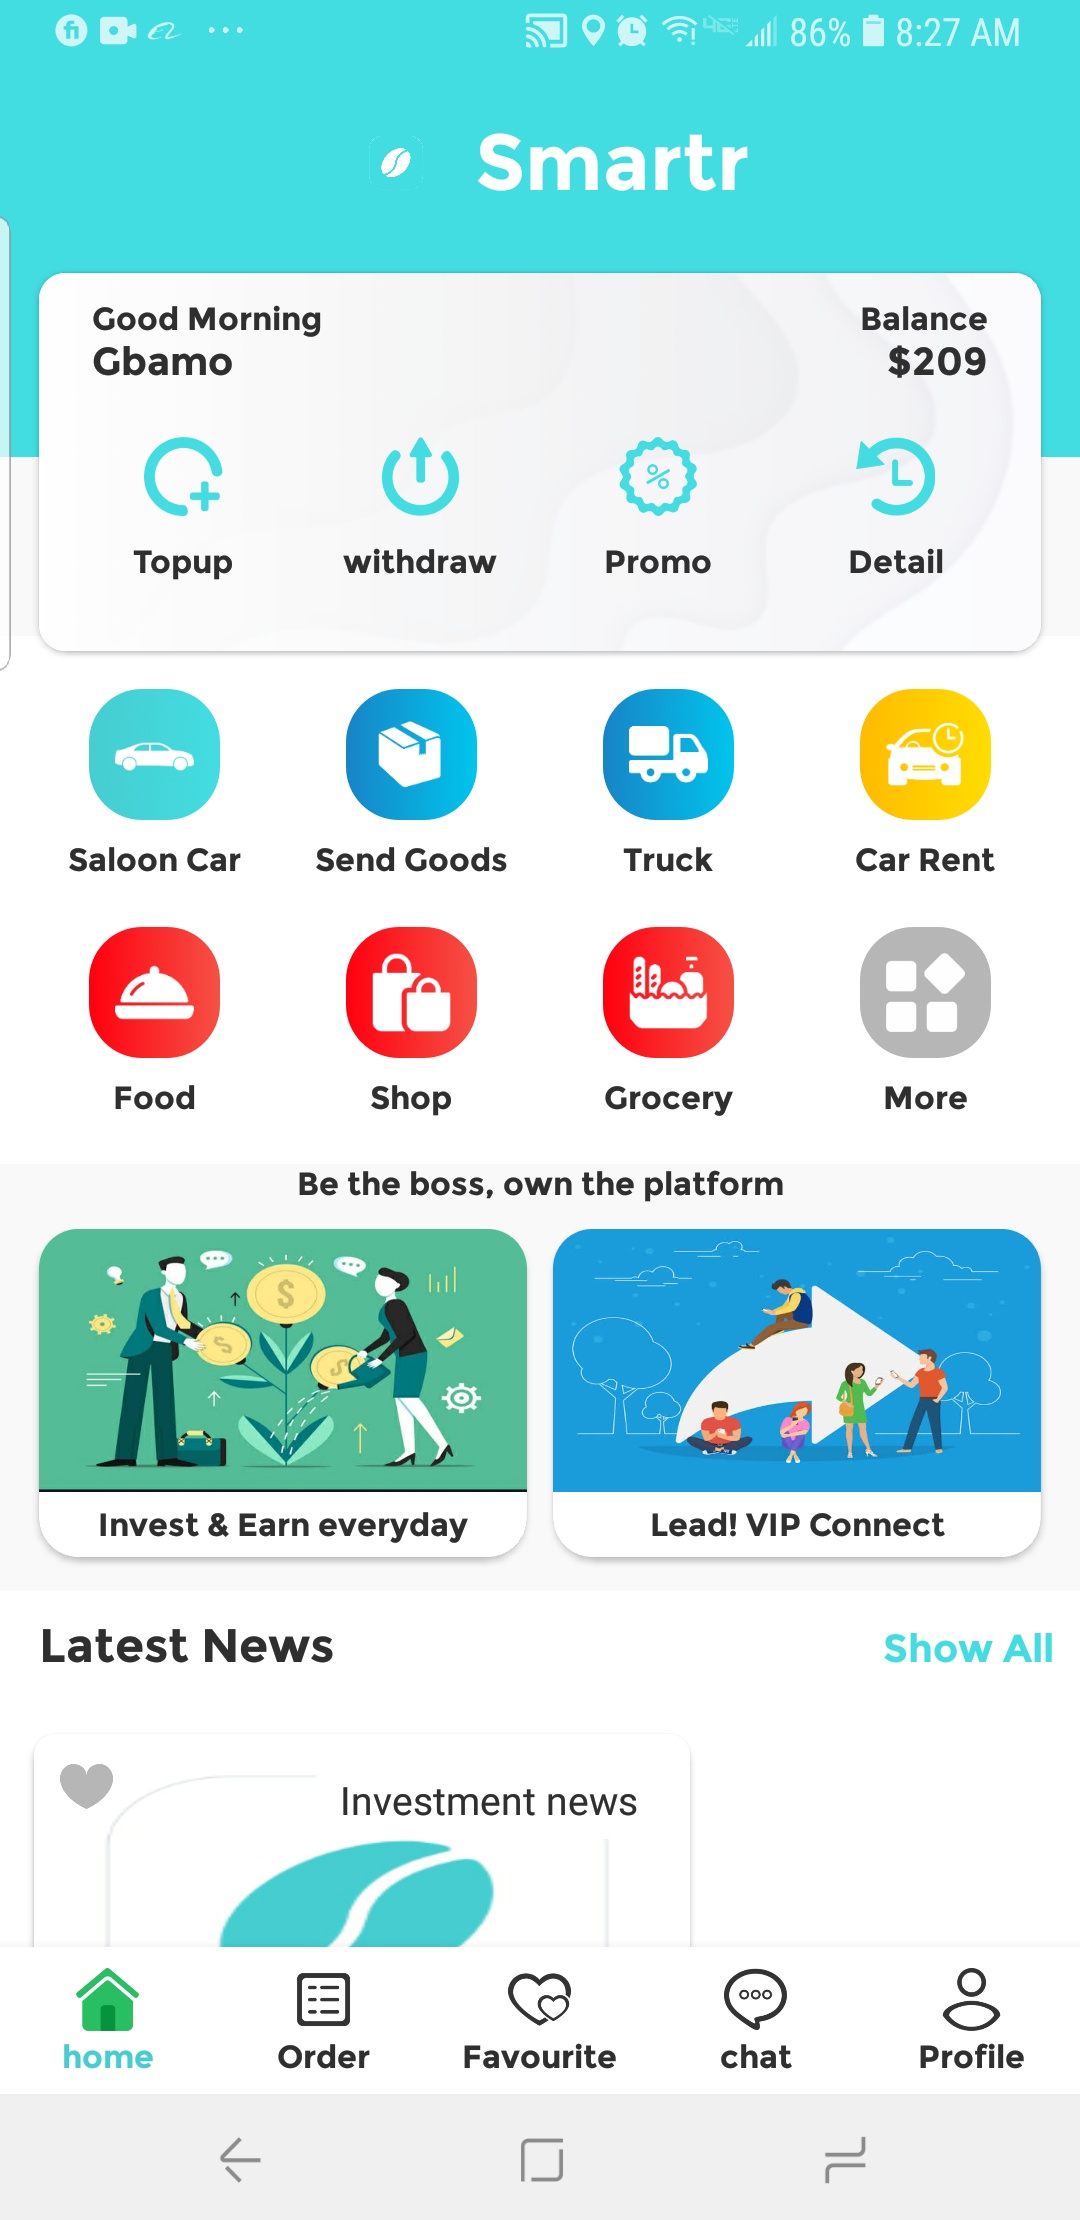 86% 8:27 AM
Smartr
Good Morning
Gbamo
Balance
$209
Topup
withdraw
Promo
Detail
Saloon Car
Send Goods
Truck
Car Rent
Food
Shop
Grocery
More
Be the boss, own the platform
Invest & Earn everyday
Lead! VIP Connect
Latest News
Show All
Investment news
home
Order
Favourite
chat
Profile